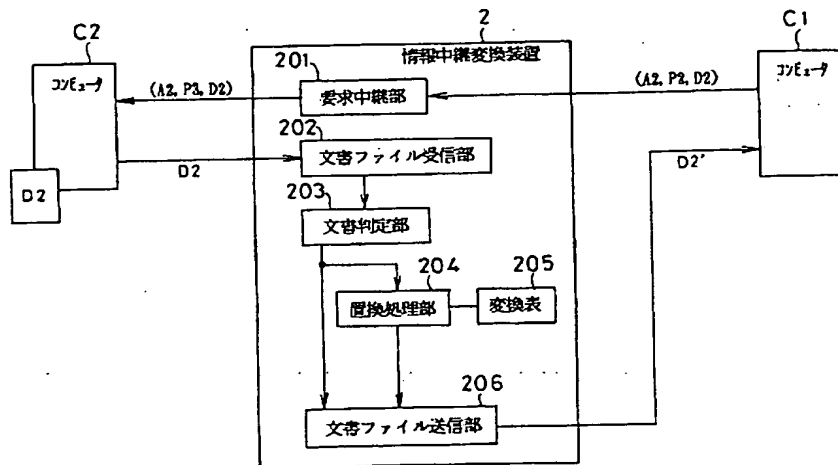 C2
2
C1
情報中継変換装置
201
コンピュータ
(A2, P3, D2)
要求中継部
(A2, P2, D2)
コンピュータ
202
文書ファイル受信部
D2
D2
D2'
203
文書判定部
204
205
置換処理部
変換表
206
文書ファイル送信部